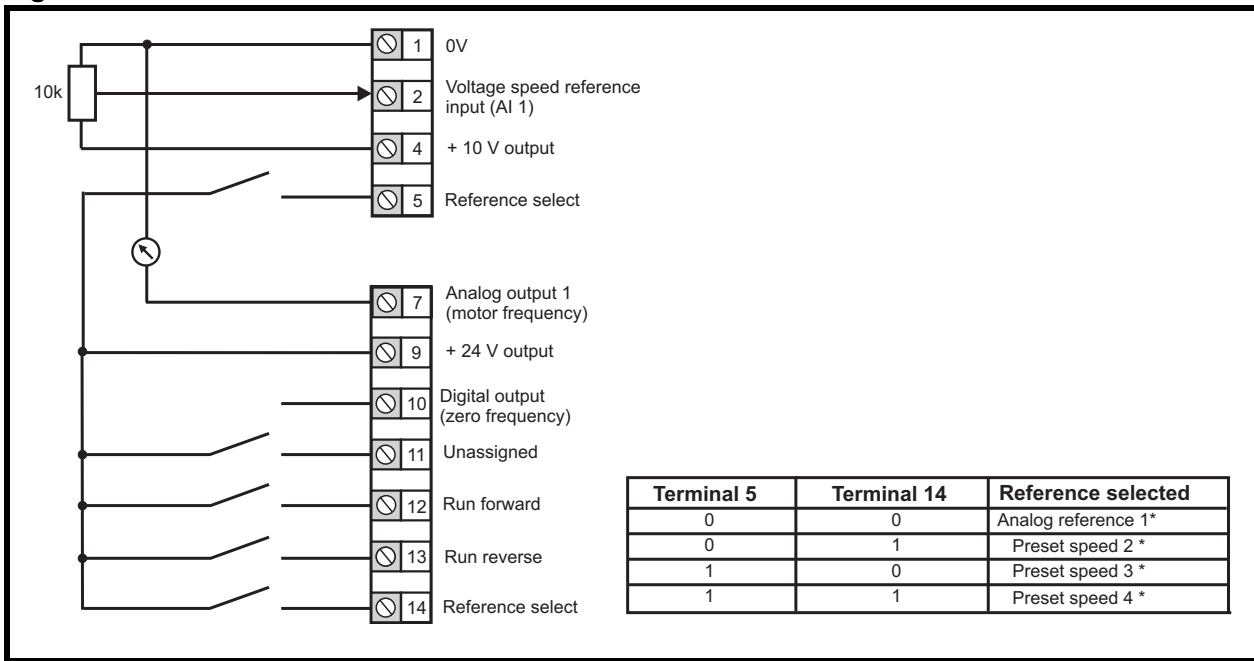 10k
1 0V
2 Voltage speed reference
input (AI 1)
4 + 10 V output
5 Reference select
7 Analog output 1
(motor frequency)
9 + 24 V output
10 Digital output
(zero frequency)
11 Unassigned
12 Run forward
13 Run reverse
14 Reference select
Terminal 5 Terminal 14 Reference selected
0 0 Analog reference 1*
0 1 Preset speed 2 *
1 0 Preset speed 3 *
1 1 Preset speed 4 *